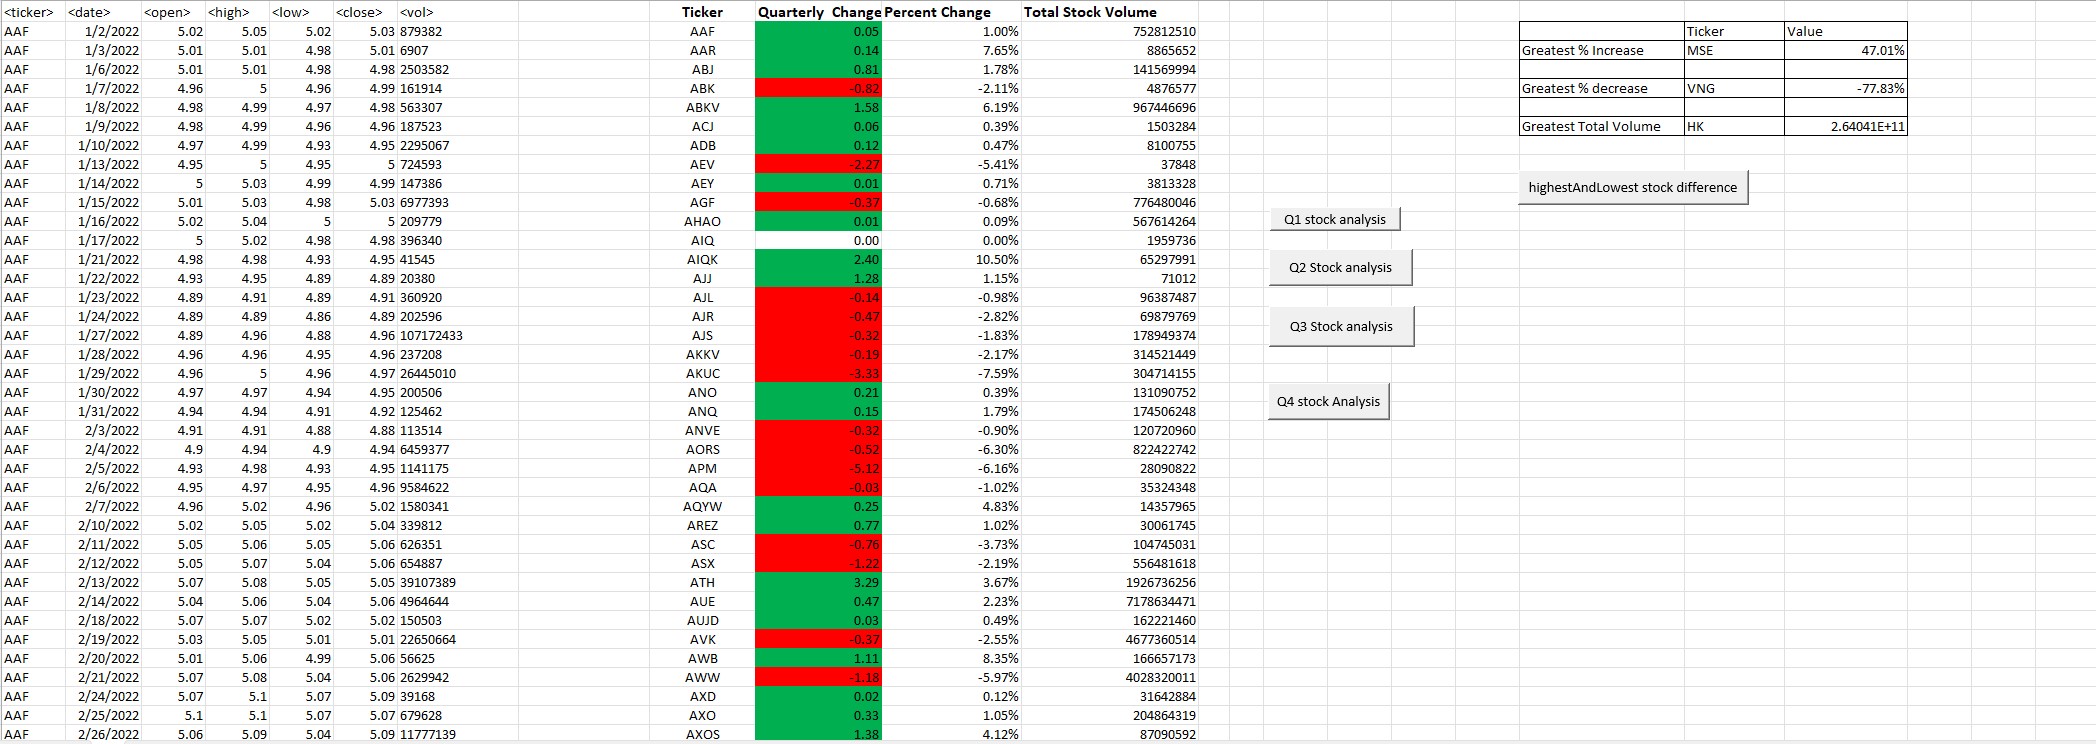 <ticker> <date> <open> <high> <low> <close> <vol> Ticker Quarterly Change Percent Change Total Stock Volume
AAF 1/2/2022 5.02 5.05 5.02 5.03 879382 AAF 0.05 1.00% 752812510 Ticker Value
AAF 1/3/2022 5.01 5.01 4.98 5.01 6907 AAR 0.14 7.65% 8865652 Greatest % Increase MSE 47.01%
AAF 1/6/2022 5.01 5.01 4.98 4.98 2503582 ABJ 0.81 1.78% 141569994
AAF 1/7/2022 4.96 5 4.96 4.99 161914 ABK -0.82 -2.11% 4876577 Greatest % decrease VNG -77.83%
AAF 1/8/2022 4.98 4.99 4.97 4.98 563307 ABKV 1.58 6.19% 967446696
AAF 1/9/2022 4.98 4.99 4.96 4.96 187523 ACJ 0.06 0.39% 1503284 Greatest Total Volume HK 2.64041E+11
AAF 1/10/2022 4.97 4.99 4.93 4.95 2295067 ADB 0.12 0.47% 8100755
AAF 1/13/2022 4.95 5 4.95 5 724593 AEV -2.27 -5.41% 37848
AAF 1/14/2022 5 5.03 4.99 4.99 147386 AEY 0.01 0.71% 3813328 highestAndLowest stock difference
AAF 1/15/2022 5.01 5.03 4.98 5.03 6977393 AGF -0.37 -0.68% 776480046
AAF 1/16/2022 5.02 5.04 5 5 209779 AHAO 0.01 0.09% 567614264 Q1 stock analysis
AAF 1/17/2022 5 5.02 4.98 4.98 396340 AIQ 0.00 0.00% 1959736
AAF 1/21/2022 4.98 4.98 4.93 4.95 41545 AIQK 2.40 10.50% 65297991 Q2 Stock analysis
AAF 1/22/2022 4.93 4.95 4.89 4.89 20380 AJJ 1.28 1.15% 71012
AAF 1/23/2022 4.89 4.91 4.89 4.91 360920 AJL -0.14 -0.98% 96387487
AAF 1/24/2022 4.89 4.89 4.86 4.89 202596 AJR -0.47 -2.82% 69879769 Q3 Stock analysis
AAF 1/27/2022 4.89 4.96 4.88 4.96 107172433 AJS -0.32 -1.83% 178949374
AAF 1/28/2022 4.96 4.96 4.95 4.96 237208 AKKV -0.19 -2.17% 314521449
AAF 1/29/2022 4.96 5 4.96 4.97 26445010 AKUC -3.33 -7.59% 304714155
AAF 1/30/2022 4.97 4.97 4.94 4.95 200506 ANO 0.21 0.39% 131090752 Q4 stock Analysis
AAF 1/31/2022 4.94 4.94 4.91 4.92 125462 ANQ 0.15 1.79% 174506248
AAF 2/3/2022 4.91 4.91 4.88 4.88 113514 ANVE -0.32 -0.90% 120720960
AAF 2/4/2022 4.9 4.94 4.9 4.94 6459377 AORS -0.52 -6.30% 822422742
AAF 2/5/2022 4.93 4.98 4.93 4.95 1141175 APM -5.12 -6.16% 28090822
AAF 2/6/2022 4.95 4.97 4.95 4.96 9584622 AQA -0.03 -1.02% 35324348
AAF 2/7/2022 4.96 5.02 4.96 5.02 1580341 AQYW 0.25 4.83% 14357965
AAF 2/10/2022 5.02 5.05 5.02 5.04 339812 AREZ 0.77 1.02% 30061745
AAF 2/11/2022 5.05 5.06 5.05 5.06 626351 ASC -0.76 -3.73% 104745031
AAF 2/12/2022 5.05 5.07 5.04 5.06 654887 ASX -1.22 -2.19% 556481618
AAF 2/13/2022 5.07 5.08 5.05 5.05 39107389 ATH 3.29 3.67% 1926736256
AAF 2/14/2022 5.04 5.06 5.04 5.06 4964644 AUE 0.47 2.23% 7178634471
AAF 2/18/2022 5.07 5.07 5.02 5.02 150503 AUJD 0.03 0.49% 162221460
AAF 2/19/2022 5.03 5.05 5.01 5.01 22650664 AVK -0.37 -2.55% 4677360514
AAF 2/20/2022 5.01 5.06 4.99 5.06 56625 AWB 1.11 8.35% 166657173
AAF 2/21/2022 5.07 5.08 5.04 5.06 2629942 AWW -1.18 -5.97% 4028320011
AAF 2/24/2022 5.07 5.1 5.07 5.09 39168 AXD 0.02 0.12% 31642884
AAF 2/25/2022 5.1 5.1 5.07 5.07 679628 AXO 0.33 1.05% 204864319
AAF 2/26/2022 5.06 5.09 5.04 5.09 11777139 AXOS 1.38 4.12% 87090592